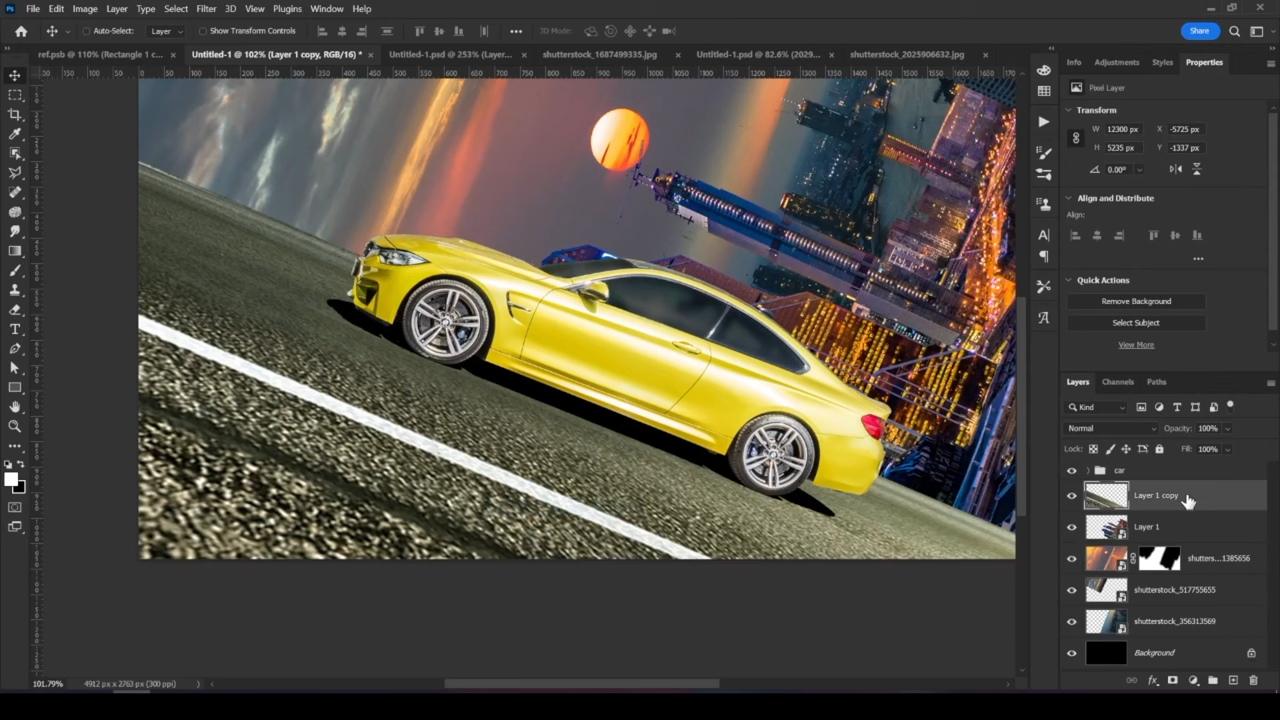 Ps File Edit Image Layer Type Select Filter 3D View Plugins Window Help
Auto-Select: Layer Show Transform Controls 3D Mode: Share
ref.psb @ 110% (Rectangle 1 c... × Untitled-1 @ 102% (Layer 1 copy, RGB/16) * × Untitled-1.psd @ 253% (Layer... × shutterstock_1687499335.jpg × Untitled-1.psd @ 82.6% (2029... × shutterstock_2025906632.jpg ×
Info Adjustments Styles Properties
Pixel Layer
Transform
W 12300 px X -5725 px
H 5235 px Y -1337 px
0.00°
Align and Distribute
Align:
Quick Actions
Remove Background
Select Subject
View More
Layers Channels Paths
Kind
Normal Opacity: 100%
Lock: Fill: 100%
car
Layer 1 copy
Layer 1
shutters...1385656
shutterstock_517755655
shutterstock_356313569
Background
101.79% 4912 px x 2763 px (300 ppi)